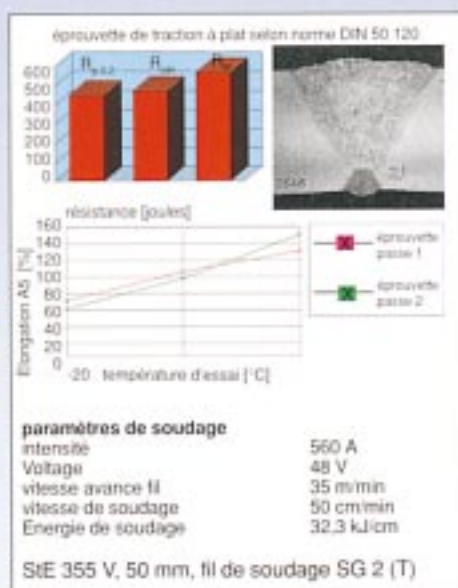 éprouvette de traction à plat selon norme DIN 50 120
600
500
400
300
200
100
0
résistance [joules]
160
140
120
100
80
60
40
20
0
Elongation A5 [%]
-20 température d'essai [°C]
éprouvette
passe 1
éprouvette
passe 2
paramètres de soudage
intensité 560 A
Voltage 48 V
vitesse avance fil 35 m/min
vitesse de soudage 50 cm/min
Energie de soudage 32,3 kJ/cm
StE 355 V, 50 mm, fil de soudage SG 2 (T)